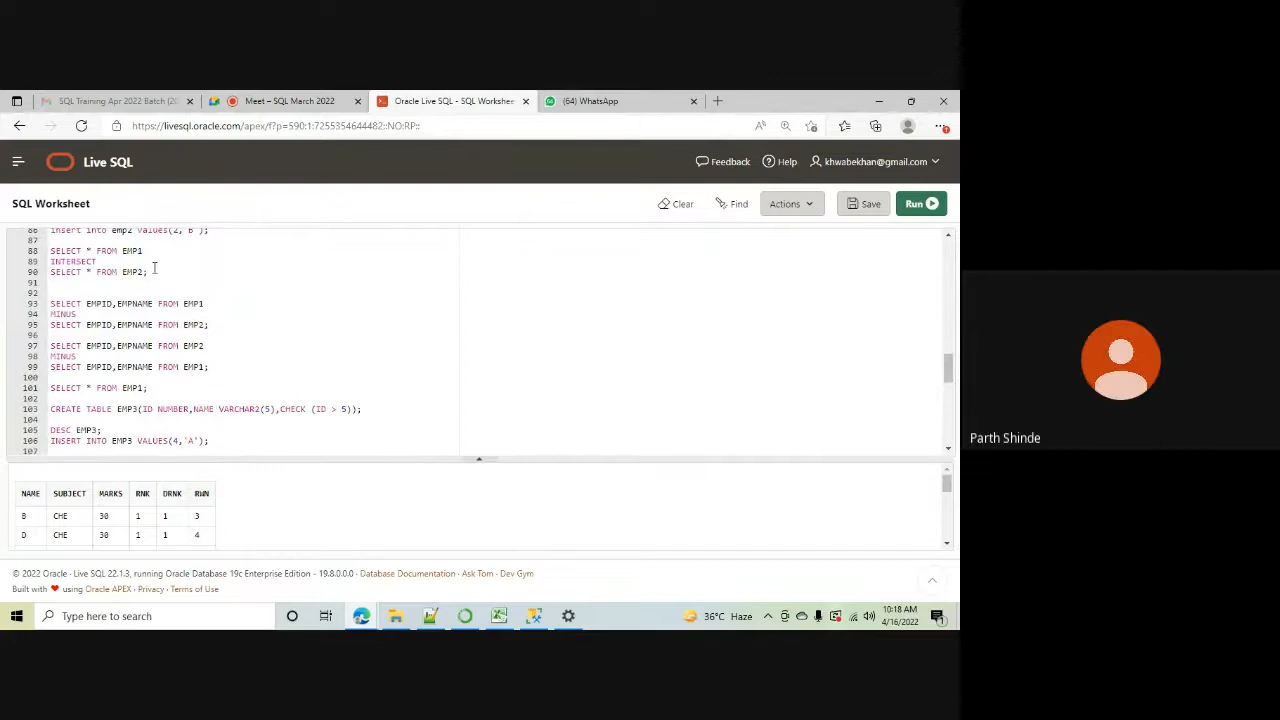 SQL Training Apr 2022 Batch (20
Meet – SQL March 2022
Oracle Live SQL - SQL Workshee
(64) WhatsApp
https://livesql.oracle.com/apex/f?p=590:1:7255354644482::NO:RP::
Live SQL
Feedback
Help
khwabekhan@gmail.com
SQL Worksheet
Clear
Find
Actions
Save
Run
86 insert into emp2 values(2,'B');
87
88 SELECT * FROM EMP1
89 INTERSECT
90 SELECT * FROM EMP2;
91
92
93 SELECT EMPID,EMPNAME FROM EMP1
94 MINUS
95 SELECT EMPID,EMPNAME FROM EMP2;
96
97 SELECT EMPID,EMPNAME FROM EMP2
98 MINUS
99 SELECT EMPID,EMPNAME FROM EMP1;
100
101 SELECT * FROM EMP1;
102
103 CREATE TABLE EMP3(ID NUMBER,NAME VARCHAR2(5),CHECK (ID > 5));
104
105 DESC EMP3;
106 INSERT INTO EMP3 VALUES(4,'A');
107
NAME SUBJECT MARKS RNK DRNK RWN
B CHE 30 1 1 3
D CHE 30 1 1 4
© 2022 Oracle · Live SQL 22.1.3, running Oracle Database 19c Enterprise Edition - 19.8.0.0.0 · Database Documentation · Ask Tom · Dev Gym
Built with ❤ using Oracle APEX · Privacy · Terms of Use
Type here to search
36°C Haze
10:18 AM
4/16/2022
Parth Shinde